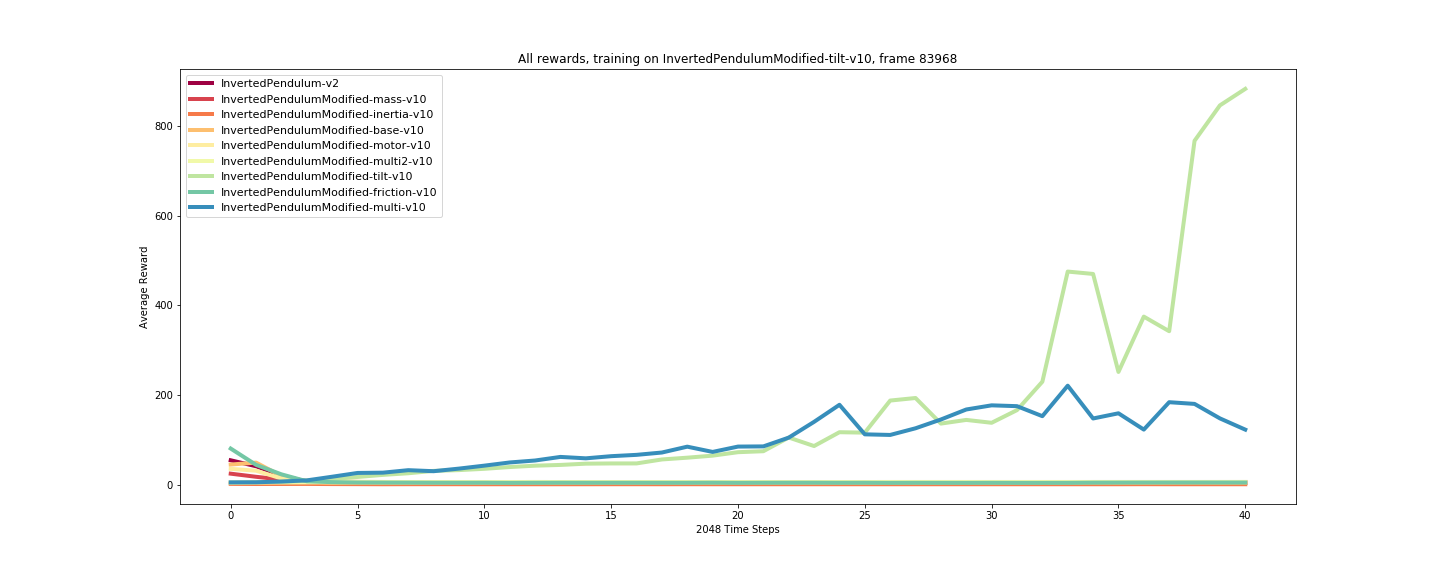 All rewards, training on InvertedPendulumModified-tilt-v10, frame 83968
InvertedPendulum-v2
InvertedPendulumModified-mass-v10
InvertedPendulumModified-inertia-v10
InvertedPendulumModified-base-v10
InvertedPendulumModified-motor-v10
InvertedPendulumModified-multi2-v10
InvertedPendulumModified-tilt-v10
InvertedPendulumModified-friction-v10
InvertedPendulumModified-multi-v10
Average Reward
800
600
400
200
0
0 5 10 15 20 25 30 35 40
2048 Time Steps